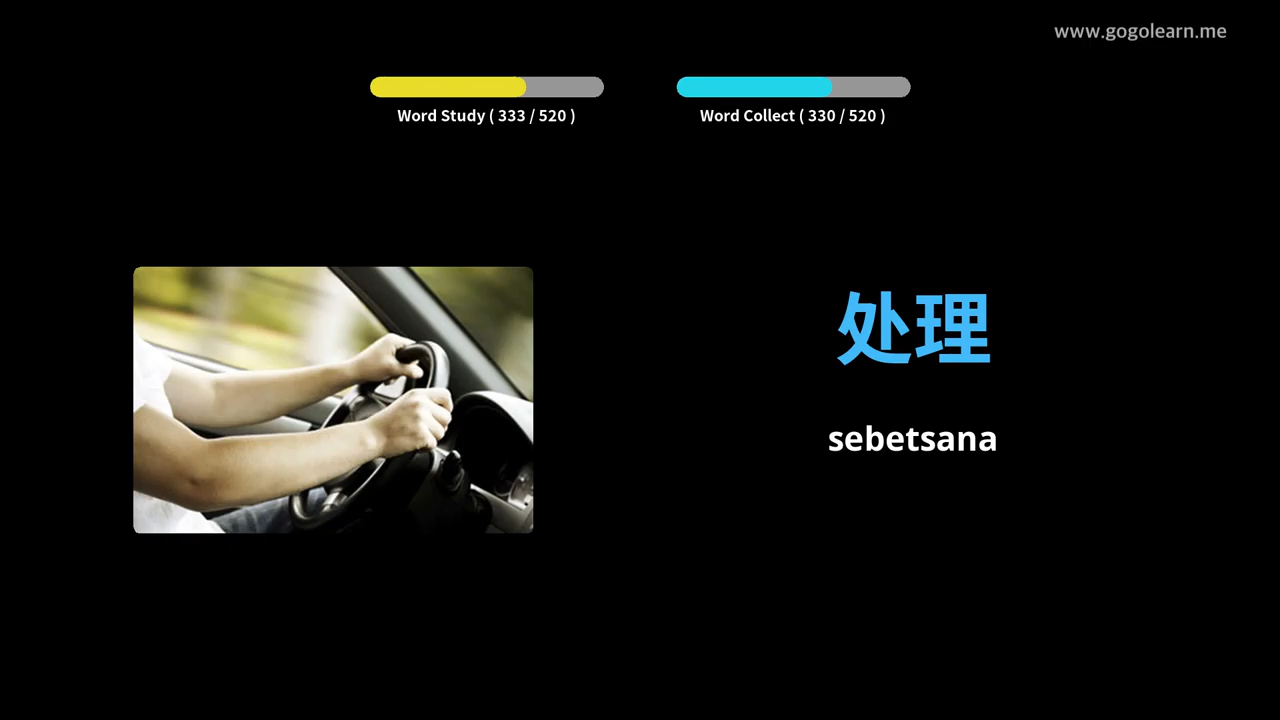 www.gogolearn.me
Word Study ( 333 / 520 )
Word Collect ( 330 / 520 )
处理
sebetsana